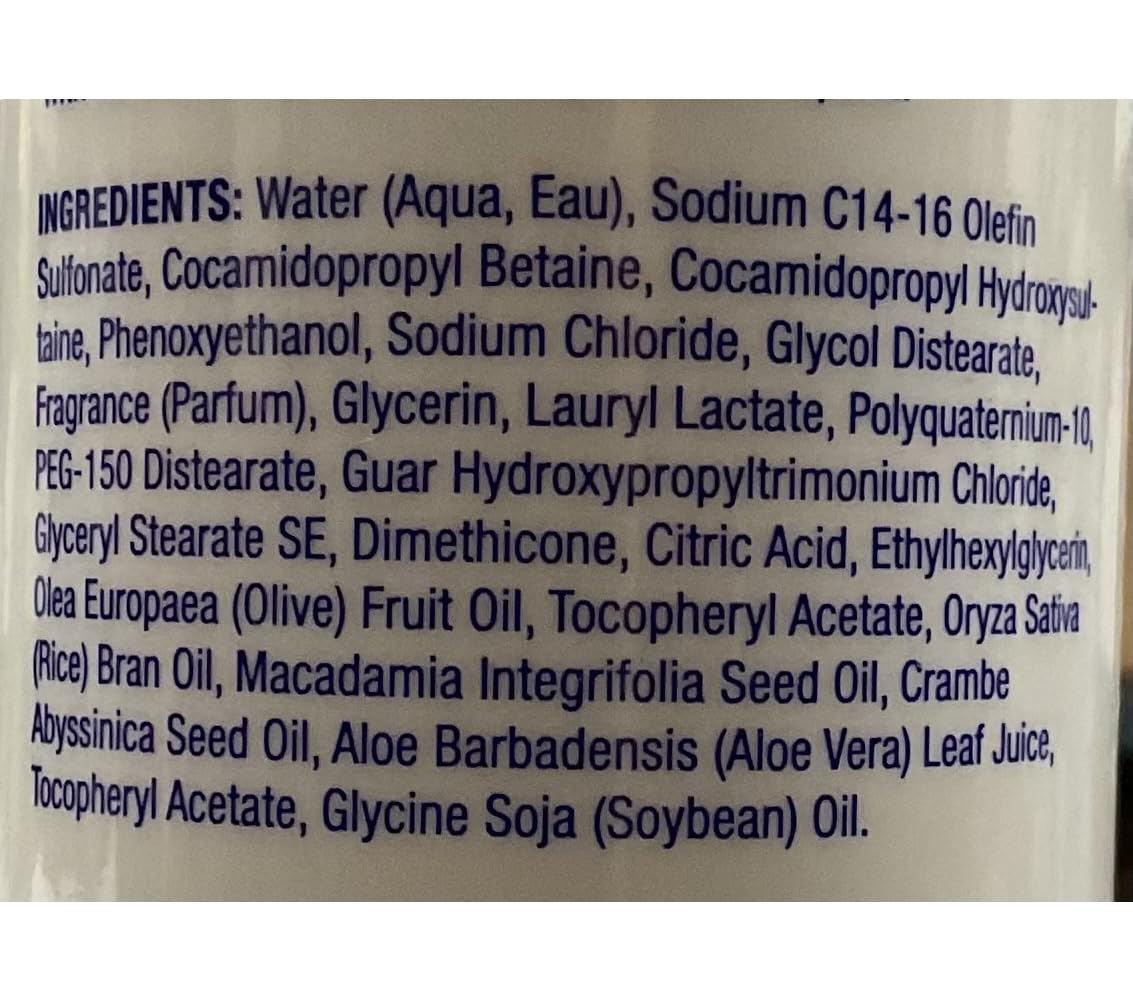 INGREDIENTS: Water (Aqua, Eau), Sodium C14-16 Olefin
Sulfonate, Cocamidopropyl Betaine, Cocamidopropyl Hydroxysul-
taine, Phenoxyethanol, Sodium Chloride, Glycol Distearate,
Fragrance (Parfum), Glycerin, Lauryl Lactate, Polyquaternium-10,
PEG-150 Distearate, Guar Hydroxypropyltrimonium Chloride,
Glyceryl Stearate SE, Dimethicone, Citric Acid, Ethylhexylglycerin,
Olea Europaea (Olive) Fruit Oil, Tocopheryl Acetate, Oryza Sativa
(Rice) Bran Oil, Macadamia Integrifolia Seed Oil, Crambe
Abyssinica Seed Oil, Aloe Barbadensis (Aloe Vera) Leaf Juice,
Tocopheryl Acetate, Glycine Soja (Soybean) Oil.